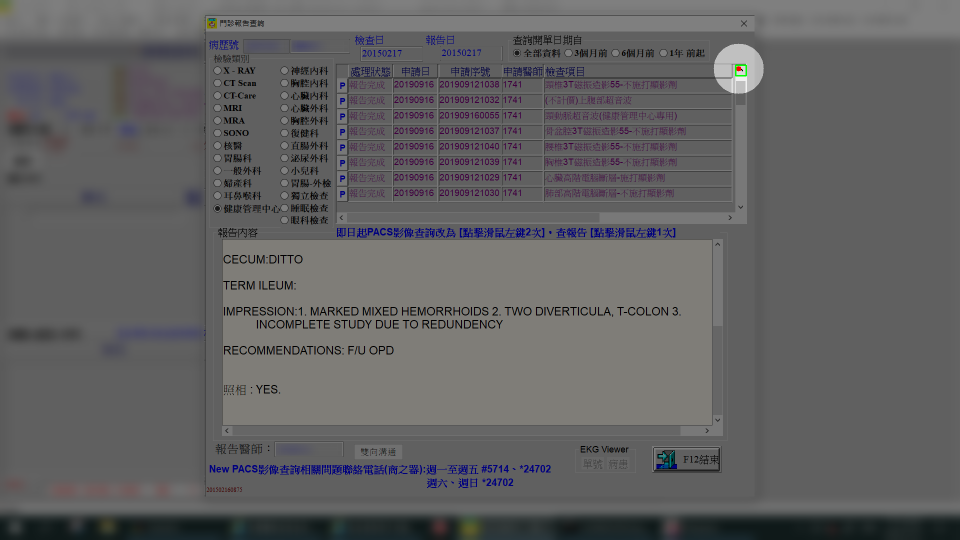 門診報告查詢
病歷號
檢查日 報告日
20150217 20150217
查詢開單日期自
全部資料 3個月前 6個月前 1年 前起
檢驗類別
X - RAY 神經內科
CT Scan 胸腔內科
CT-Care 心臟內科
MRI 心臟外科
MRA 胸腔外科
SONO 復健科
核醫 直腸外科
胃腸科 泌尿外科
一般外科 小兒科
婦產科 胃腸-外檢
耳鼻喉科 獨立檢查
健康管理中心 睡眠檢查
眼科檢查
處理狀態 申請日 申請序號 申請醫師 檢查項目
P 報告完成 20190916 201909121038 1741 頸椎3T磁振造影55-不施打顯影劑
P 報告完成 20190916 201909121032 1741 (不計價)上腹部超音波
P 報告完成 20190916 201909160055 1741 頸動脈超音波(健康管理中心專用)
P 報告完成 20190916 201909121037 1741 骨盆腔3T磁振造影55-不施打顯影劑
P 報告完成 20190916 201909121040 1741 腰椎3T磁振造影55-不施打顯影劑
P 報告完成 20190916 201909121039 1741 胸椎3T磁振造影55-不施打顯影劑
P 報告完成 20190916 201909121029 1741 心臟高階電腦斷層-施打顯影劑
P 報告完成 20190916 201909121030 1741 肺部高階電腦斷層-不施打顯影劑
報告內容
即日起PACS影像查詢改為 [點擊滑鼠左鍵2次]，查報告 [點擊滑鼠左鍵1次]
CECUM:DITTO
TERM ILEUM:
IMPRESSION:1. MARKED MIXED HEMORRHOIDS 2. TWO DIVERTICULA, T-COLON 3.
INCOMPLETE STUDY DUE TO REDUNDENCY
RECOMMENDATIONS: F/U OPD
照相 : YES.
報告醫師：
雙向溝通
EKG Viewer
單號 病患
F12結束
New PACS影像查詢相關問題聯絡電話(商之器):週一至週五 #5714、*24702
週六、週日 *24702